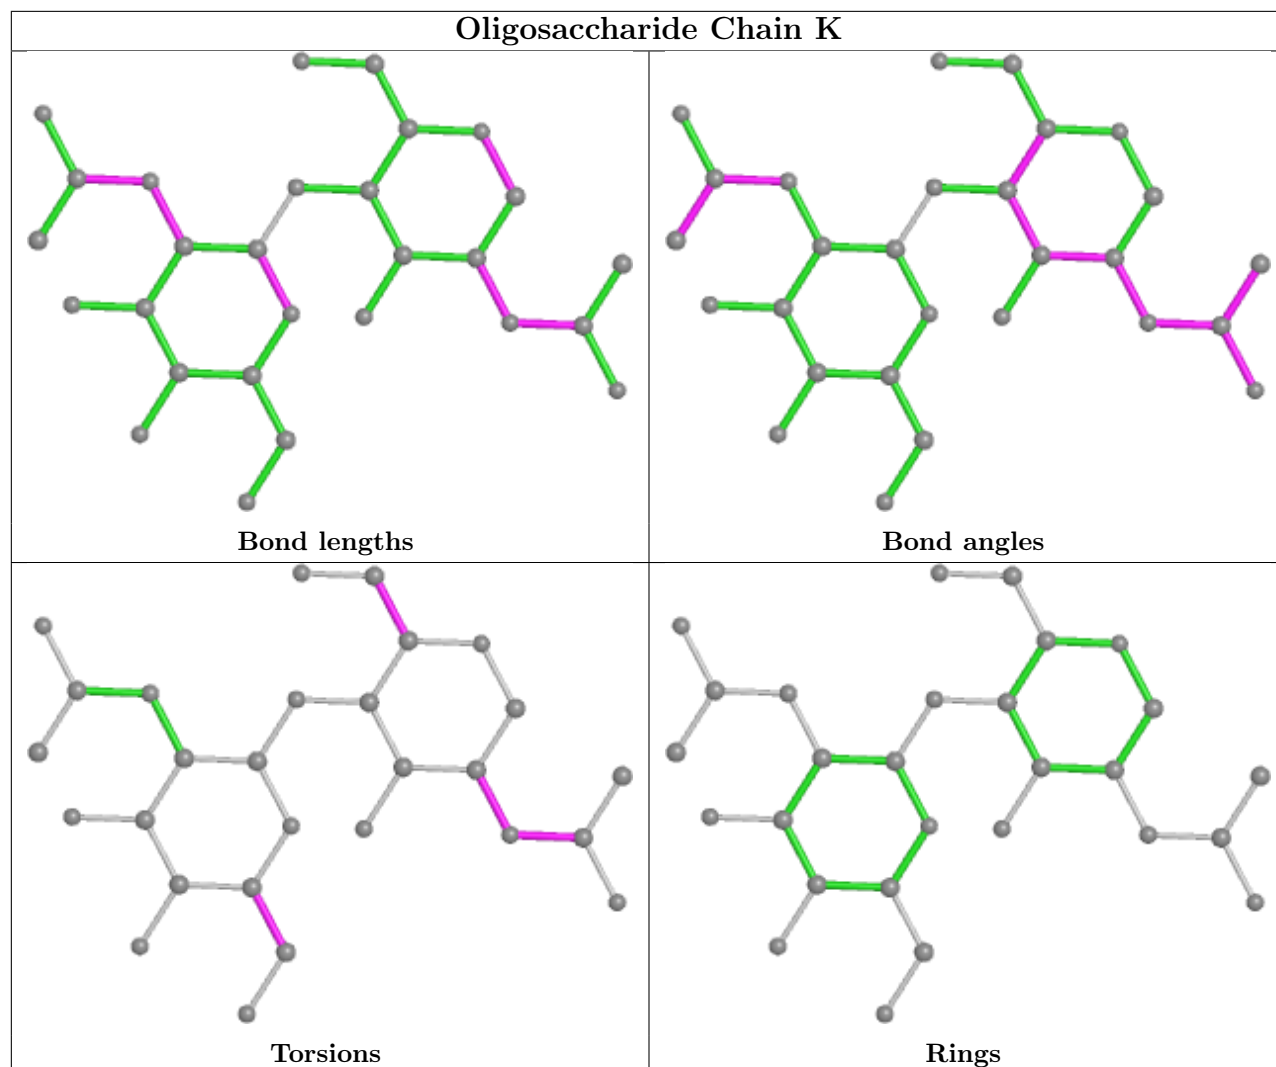 Oligosaccharide Chain K
Bond lengths
Bond angles
Torsions
Rings